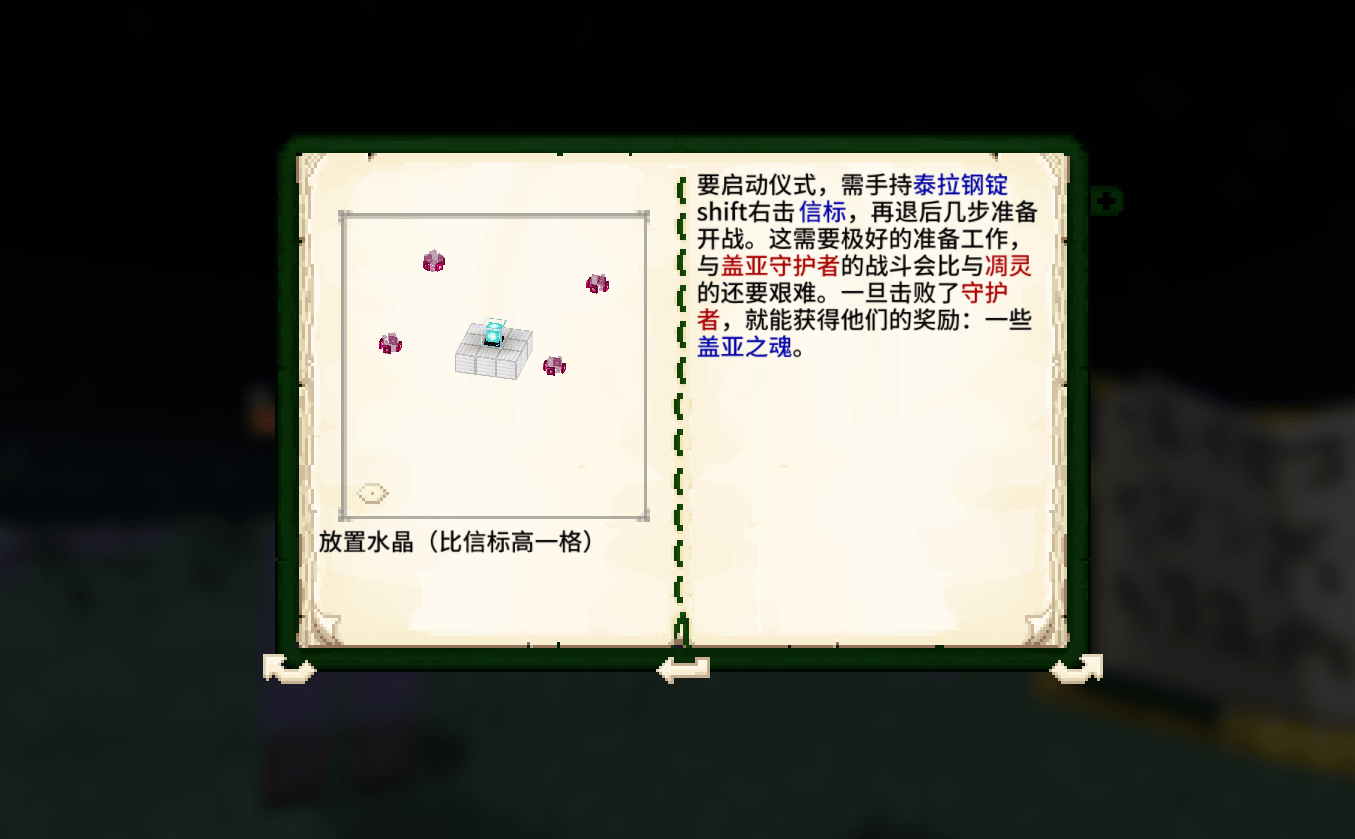 放置水晶（比信标高一格）
要启动仪式，需手持泰拉钢锭
shift右击信标，再退后几步准备
开战。这需要极好的准备工作，
与盖亚守护者的战斗会比与凋灵
的还要艰难。一旦击败了守护
者，就能获得他们的奖励：一些
盖亚之魂。